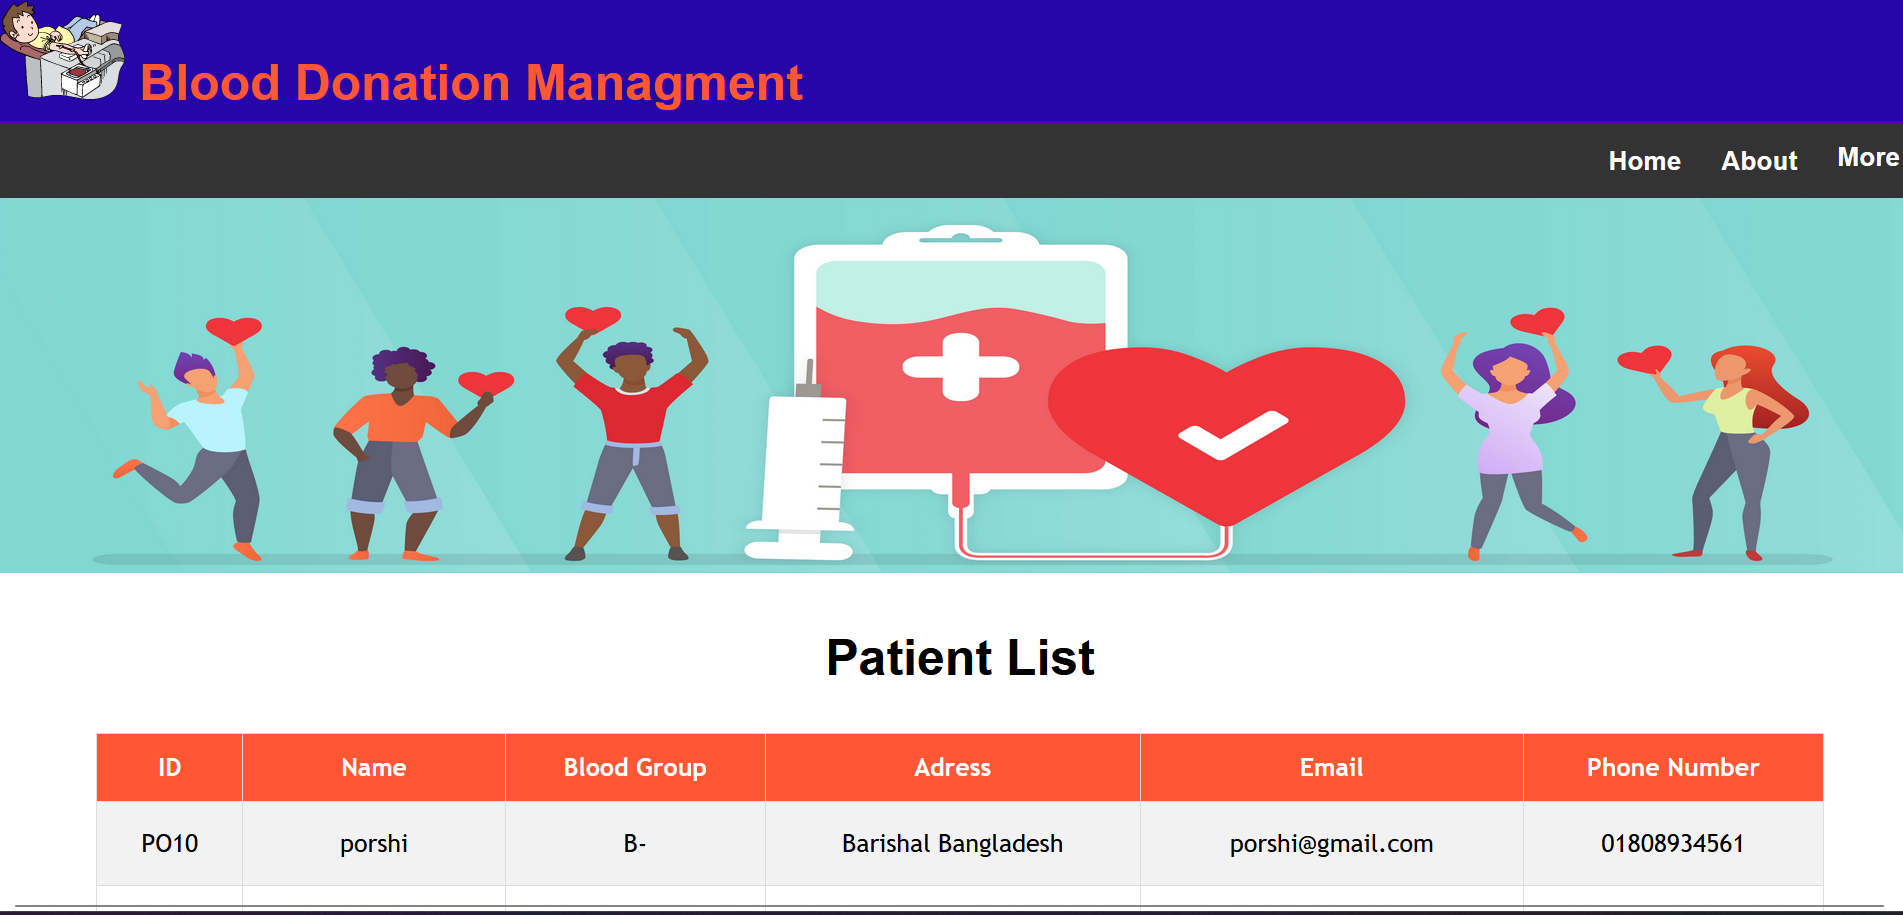 Blood Donation Managment
Home About More
Patient List
ID Name Blood Group Adress Email Phone Number
PO10 porshi B- Barishal Bangladesh porshi@gmail.com 01808934561